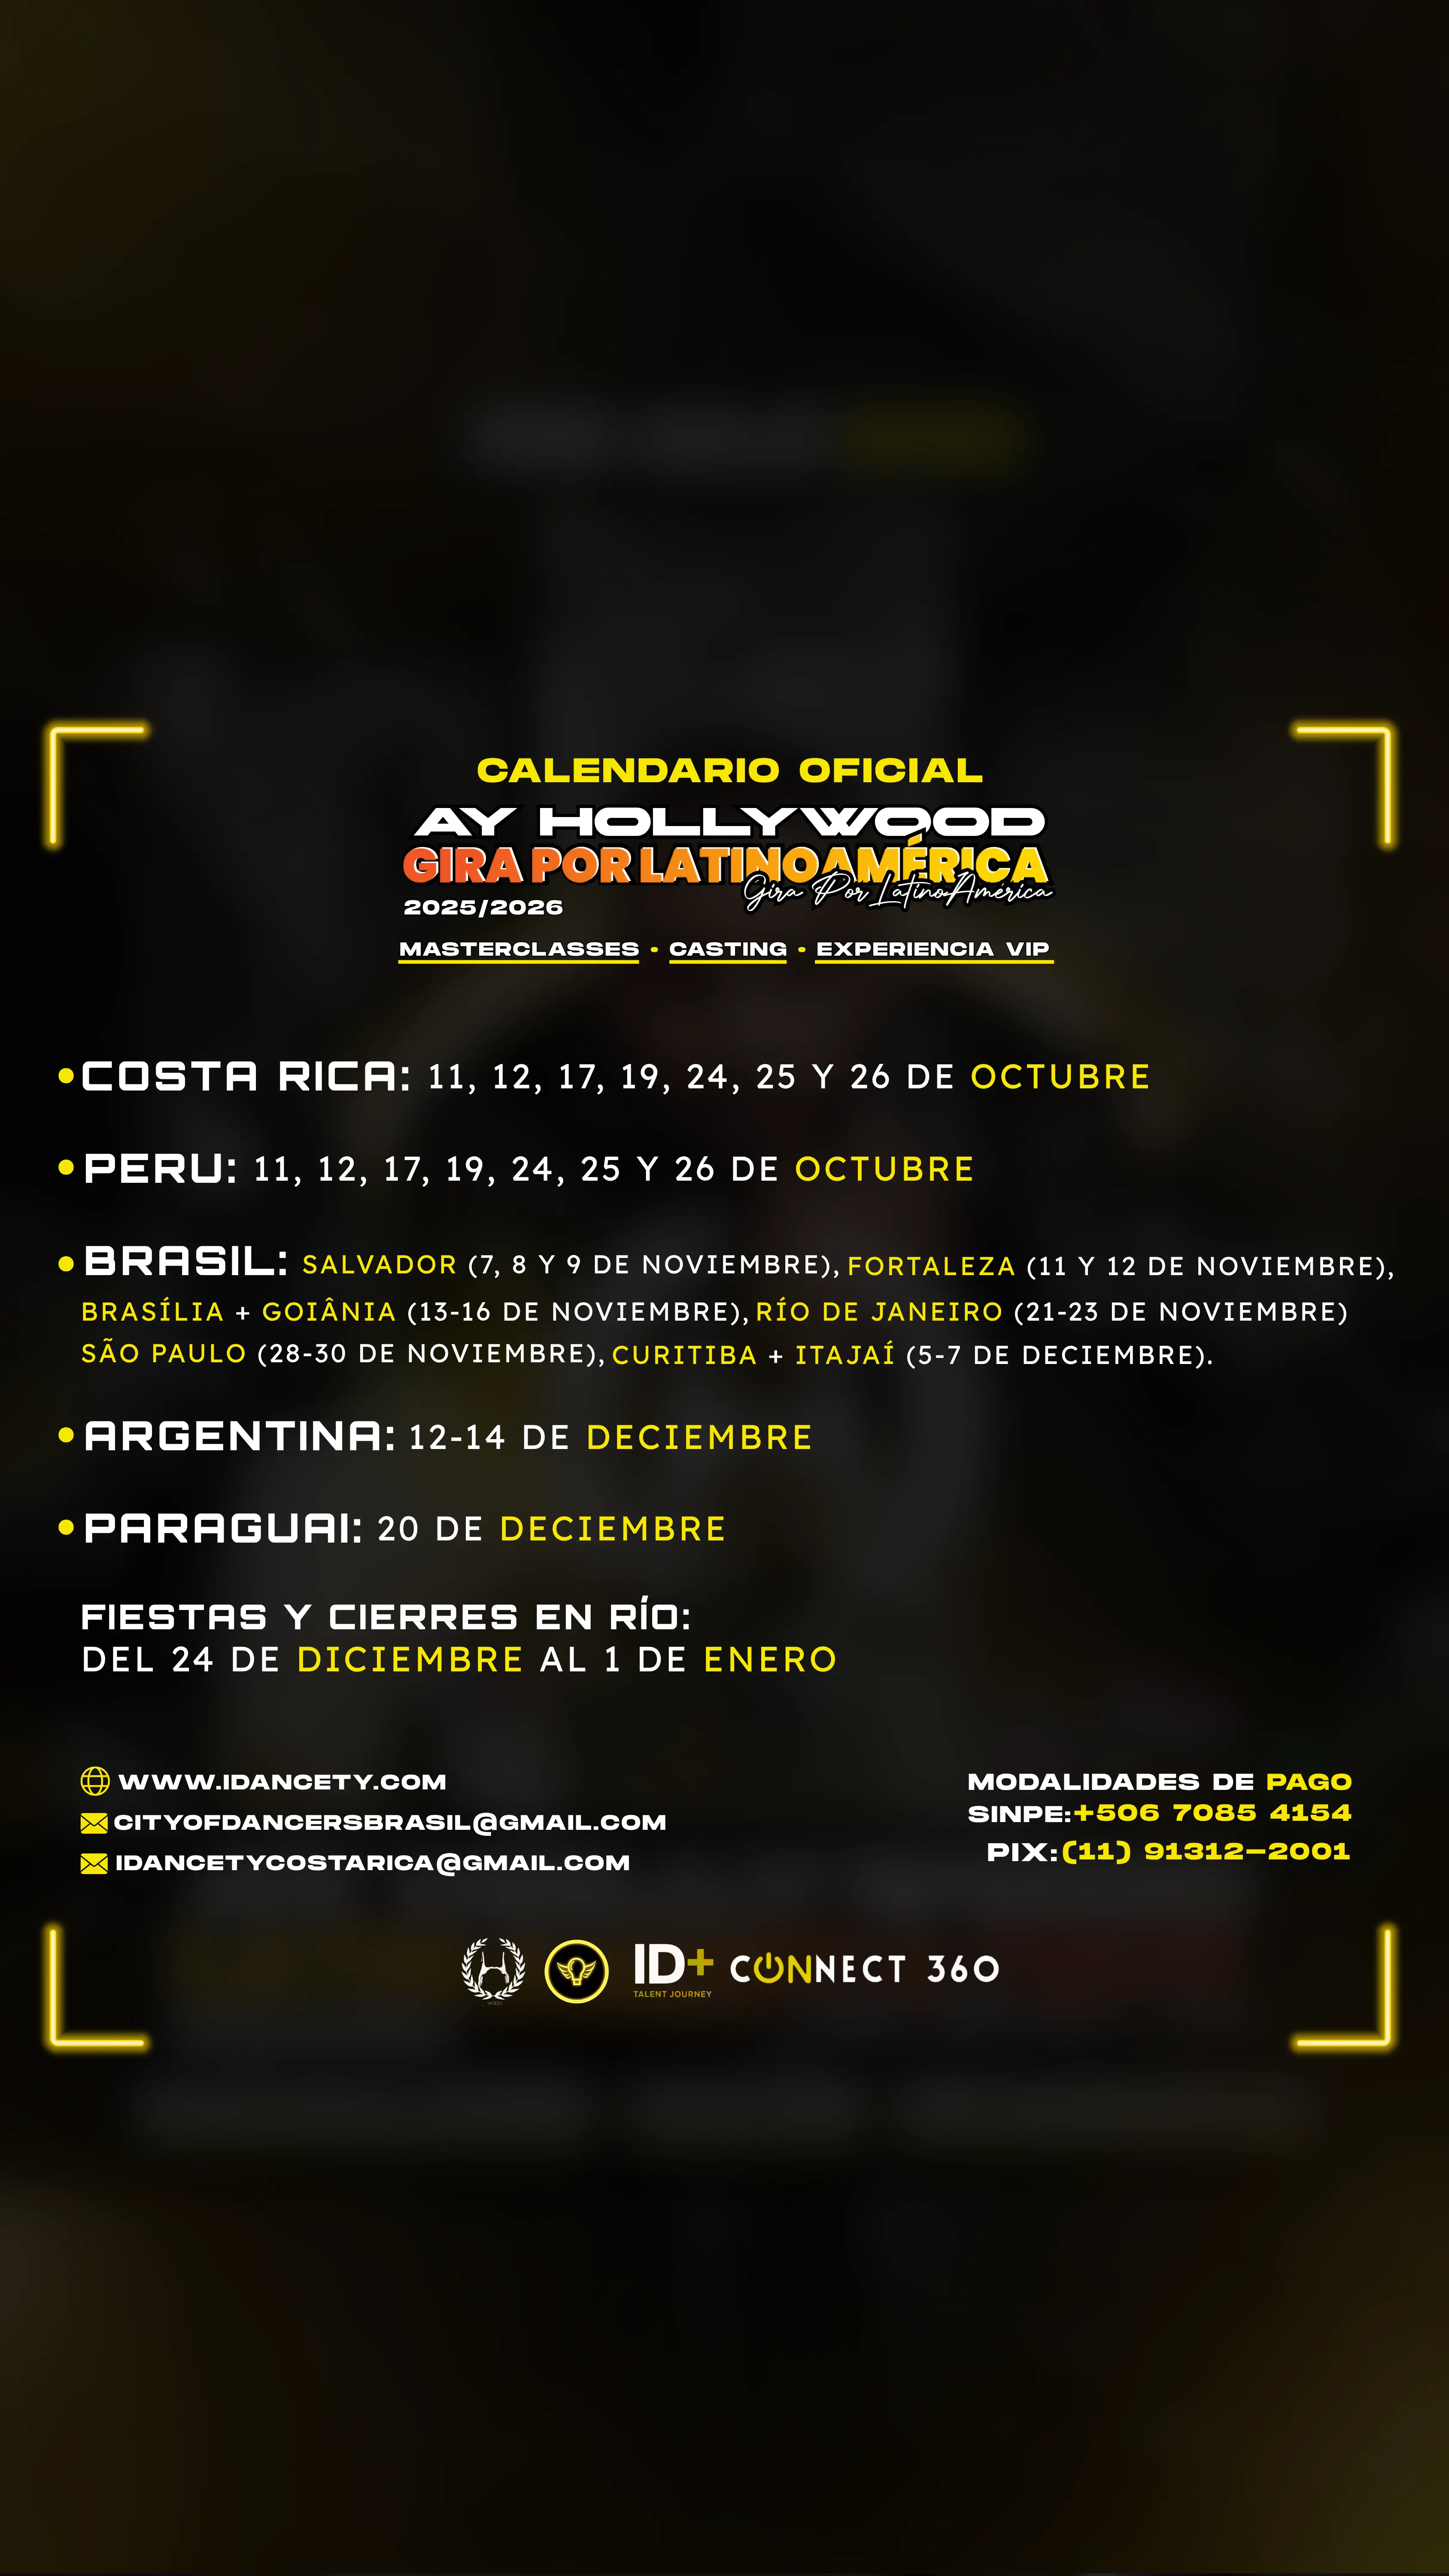 CALENDARIO OFICIAL
AY HOLLYWOOD
GIRA POR LATINOAMÉRICA
Gira Por LatinoAmérica
2025/2026
MASTERCLASSES • CASTING • EXPERIENCIA VIP
• COSTA RICA: 11, 12, 17, 19, 24, 25 Y 26 DE OCTUBRE
• PERU: 11, 12, 17, 19, 24, 25 Y 26 DE OCTUBRE
• BRASIL: SALVADOR (7, 8 Y 9 DE NOVIEMBRE), FORTALEZA (11 Y 12 DE NOVIEMBRE),
BRASÍLIA + GOIÂNIA (13-16 DE NOVIEMBRE), RÍO DE JANEIRO (21-23 DE NOVIEMBRE)
SÃO PAULO (28-30 DE NOVIEMBRE), CURITIBA + ITAJAÍ (5-7 DE DECIEMBRE).
• ARGENTINA: 12-14 DE DECIEMBRE
• PARAGUAI: 20 DE DECIEMBRE
FIESTAS Y CIERRES EN RÍO:
DEL 24 DE DICIEMBRE AL 1 DE ENERO
WWW.IDANCETY.COM
CITYOFDANCERSBRASIL@GMAIL.COM
IDANCETYCOSTARICA@GMAIL.COM
MODALIDADES DE PAGO
SINPE:+506 7085 4154
PIX:(11) 91312-2001
ID+
TALENT JOURNEY
CONNECT 360